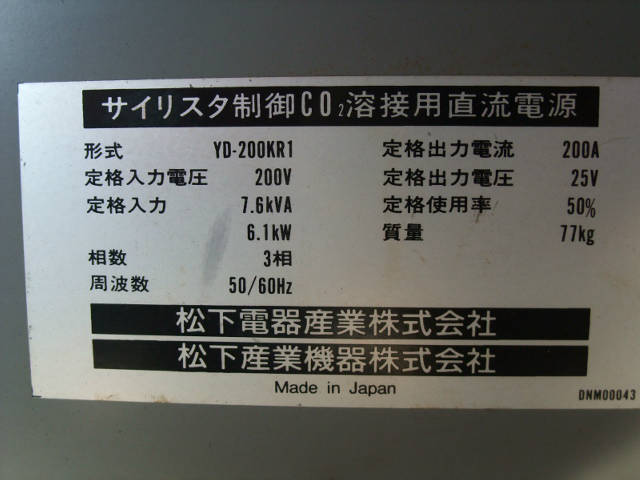 サイリスタ制御CO₂溶接用直流電源
形式 YD-200KR1 定格出力電流 200A
定格入力電圧 200V 定格出力電圧 25V
定格入力 7.6kVA 定格使用率 50%
6.1kW 質量 77kg
相数 3相
周波数 50/60Hz
松下電器産業株式会社
松下産業機器株式会社
Made in Japan
DNM00043